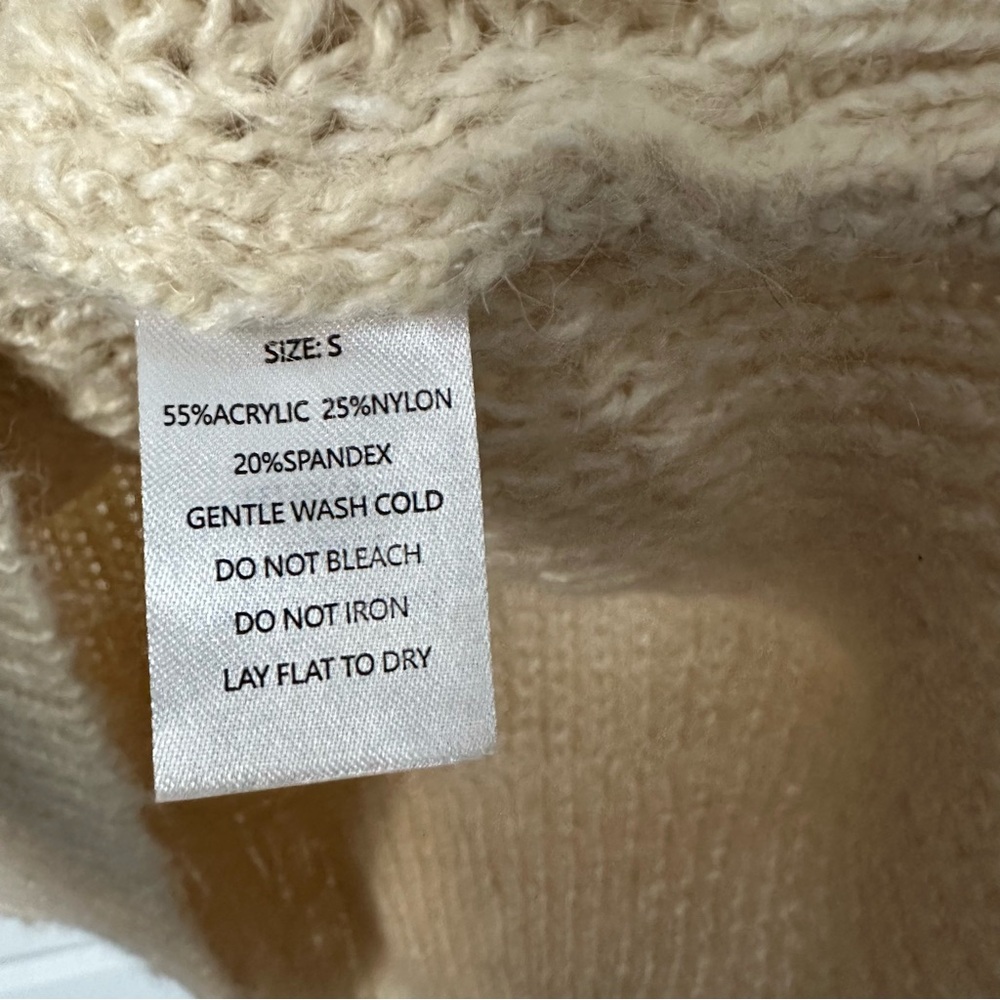 SIZE: S
55%ACRYLIC 25%NYLON
20%SPANDEX
GENTLE WASH COLD
DO NOT BLEACH
DO NOT IRON
LAY FLAT TO DRY